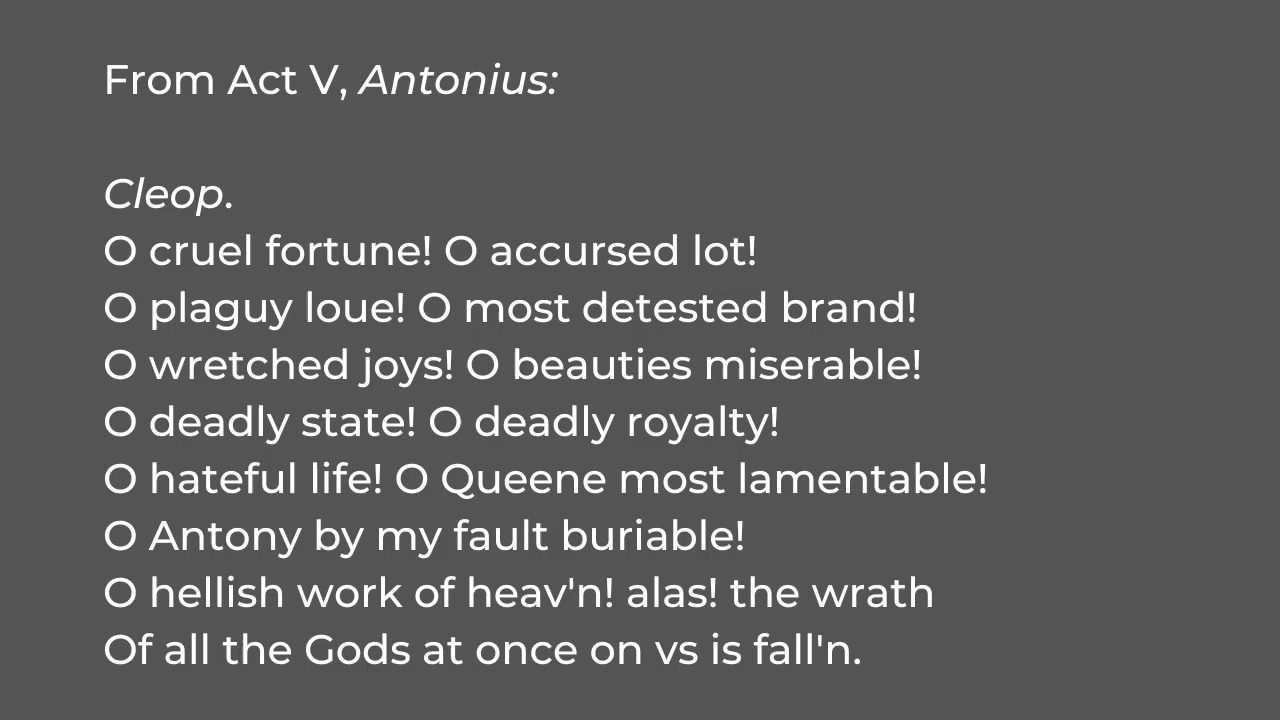 From Act V, Antonius:
Cleop.
O cruel fortune! O accursed lot!
O plaguy loue! O most detested brand!
O wretched joys! O beauties miserable!
O deadly state! O deadly royalty!
O hateful life! O Queene most lamentable!
O Antony by my fault buriable!
O hellish work of heav'n! alas! the wrath
Of all the Gods at once on vs is fall'n.